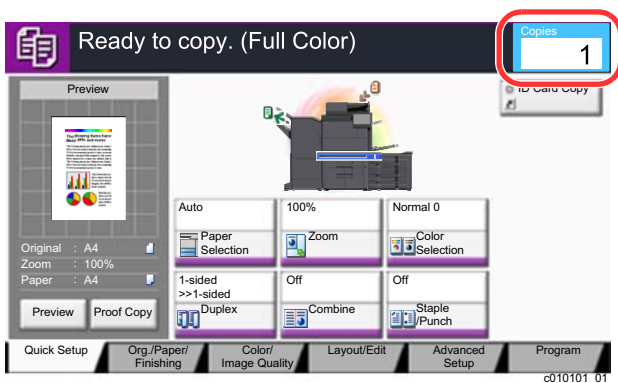 Ready to copy. (Full Color)
Copies
1
Preview
ID Card Copy
Original : A4
Zoom : 100%
Paper : A4
Preview
Proof Copy
Auto
Paper
Selection
100%
Zoom
Normal 0
Color
Selection
1-sided
>>1-sided
Duplex
Off
Combine
Off
Staple
/Punch
Quick Setup
Org./Paper/
Finishing
Color/
Image Quality
Layout/Edit
Advanced
Setup
Program
c010101_01